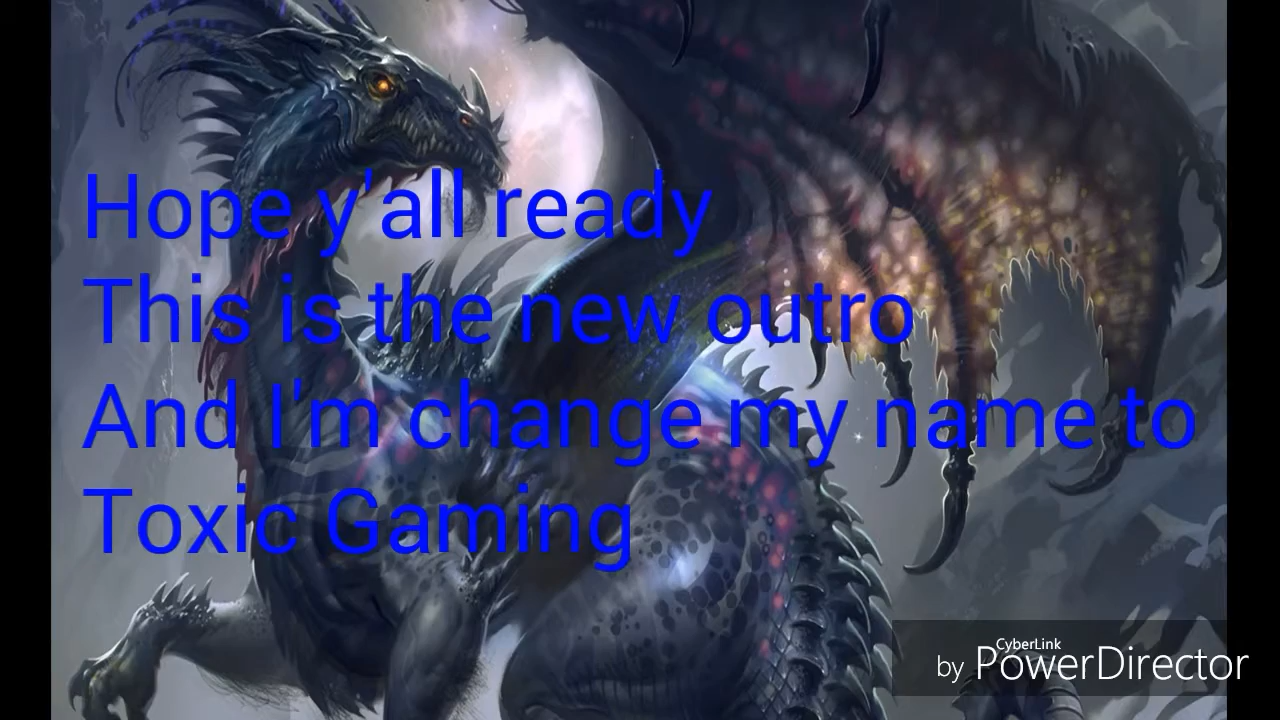 Hope y'all ready
This is the new outro
And I'm change my name to
Toxic Gaming
CyberLink
by PowerDirector